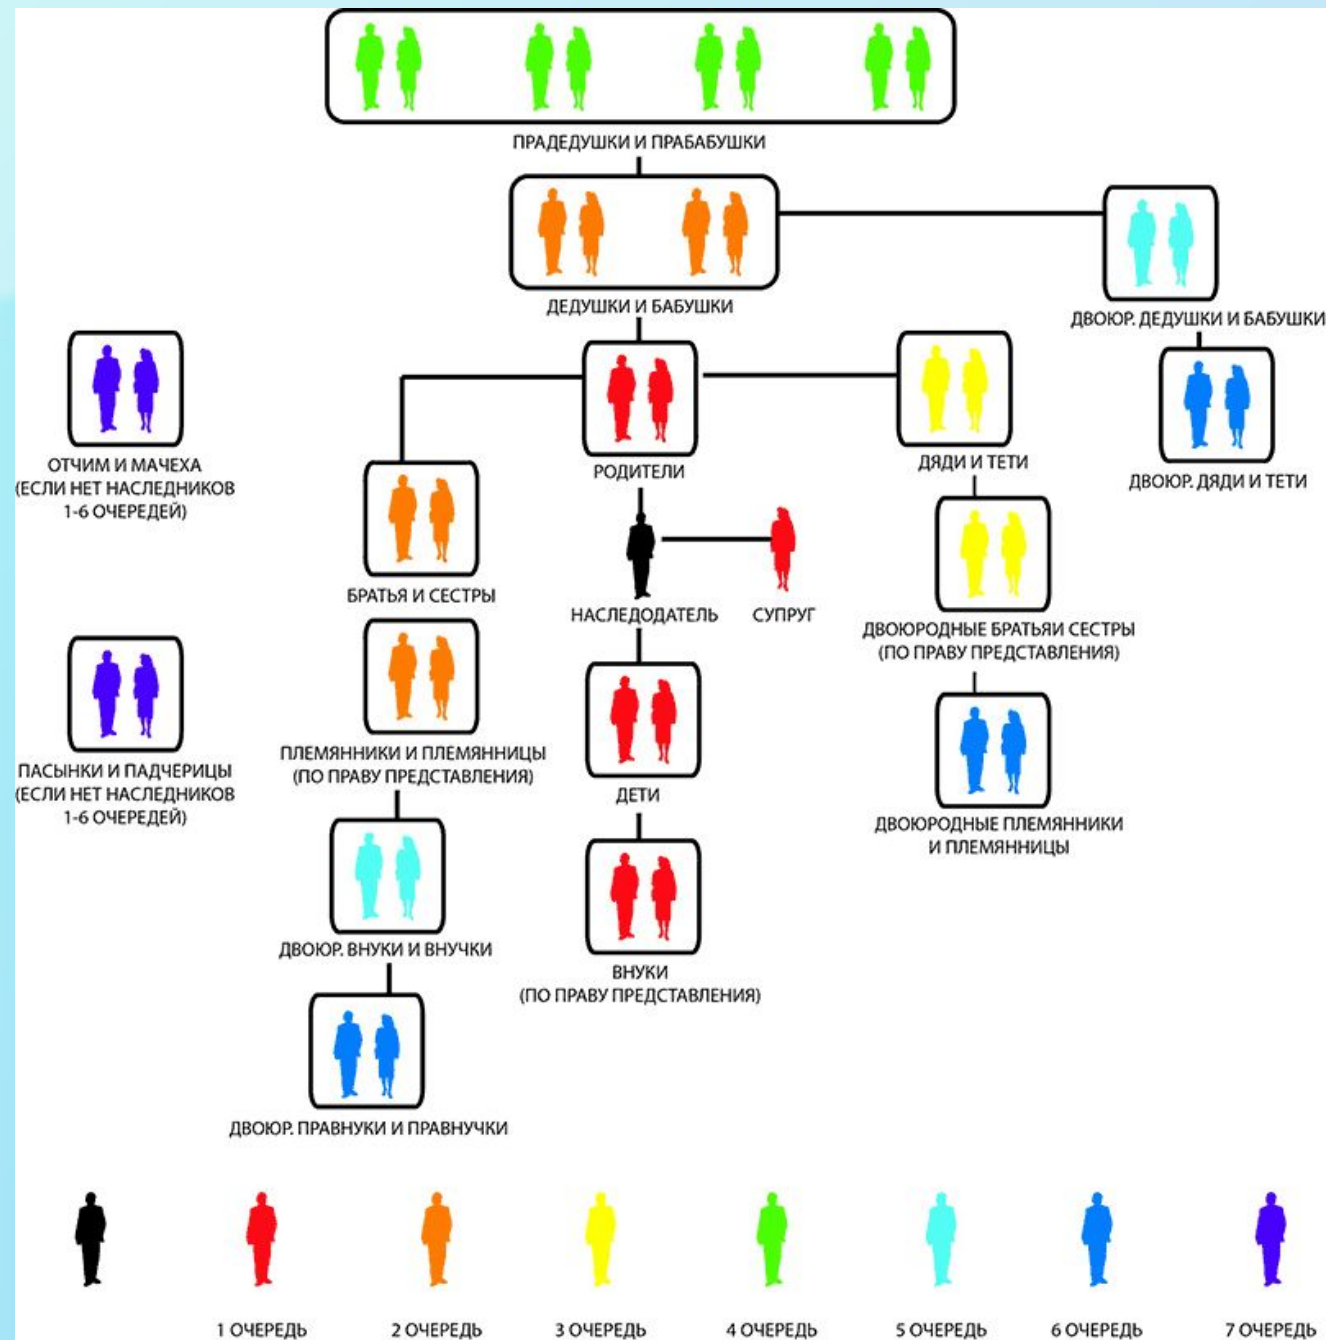 ПРАДЕДУШКИ И ПРАБАБУШКИ
ДЕДУШКИ И БАБУШКИ
ДВОЮР. ДЕДУШКИ И БАБУШКИ
ОТЧИМ И МАЧЕХА
(ЕСЛИ НЕТ НАСЛЕДНИКОВ
1-6 ОЧЕРЕДЕЙ)
РОДИТЕЛИ
ДЯДИ И ТЕТИ
ДВОЮР. ДЯДИ И ТЕТИ
БРАТЬЯ И СЕСТРЫ
НАСЛЕДОДАТЕЛЬ
СУПРУГ
ДВОЮРОДНЫЕ БРАТЬЯИ СЕСТРЫ
(ПО ПРАВУ ПРЕДСТАВЛЕНИЯ)
ПАСЫНКИ И ПАДЧЕРИЦЫ
(ЕСЛИ НЕТ НАСЛЕДНИКОВ
1-6 ОЧЕРЕДЕЙ)
ПЛЕМЯННИКИ И ПЛЕМЯННИЦЫ
(ПО ПРАВУ ПРЕДСТАВЛЕНИЯ)
ДЕТИ
ДВОЮРОДНЫЕ ПЛЕМЯННИКИ
И ПЛЕМЯННИЦЫ
ДВОЮР. ВНУКИ И ВНУЧКИ
ВНУКИ
(ПО ПРАВУ ПРЕДСТАВЛЕНИЯ)
ДВОЮР. ПРАВНУКИ И ПРАВНУЧКИ
1 ОЧЕРЕДЬ
2 ОЧЕРЕДЬ
3 ОЧЕРЕДЬ
4 ОЧЕРЕДЬ
5 ОЧЕРЕДЬ
6 ОЧЕРЕДЬ
7 ОЧЕРЕДЬ